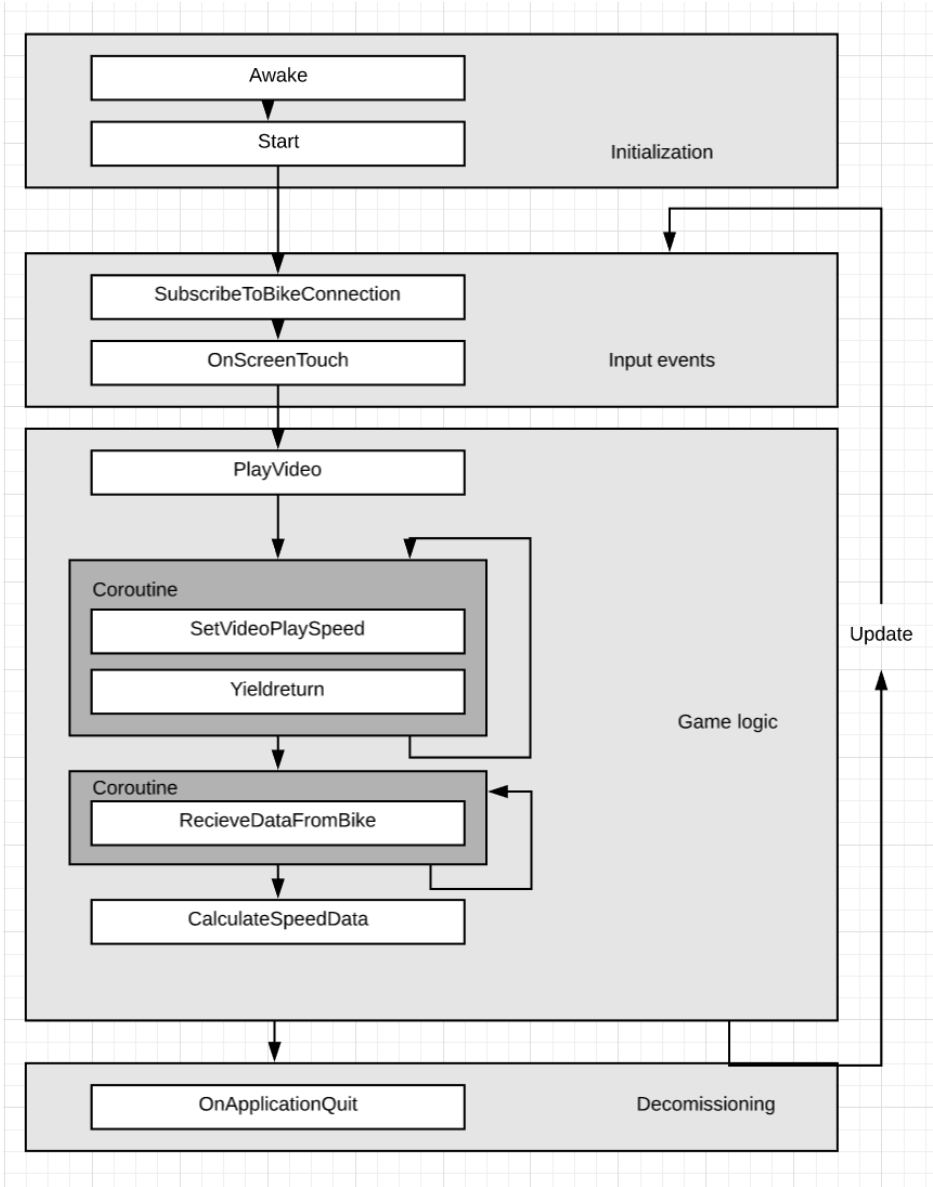 Awake
Start
Initialization
SubscribeToBikeConnection
OnScreenTouch
Input events
PlayVideo
Coroutine
SetVideoPlaySpeed
Yieldreturn
Update
Game logic
Coroutine
RecieveDataFromBike
CalculateSpeedData
OnApplicationQuit
Decomissioning